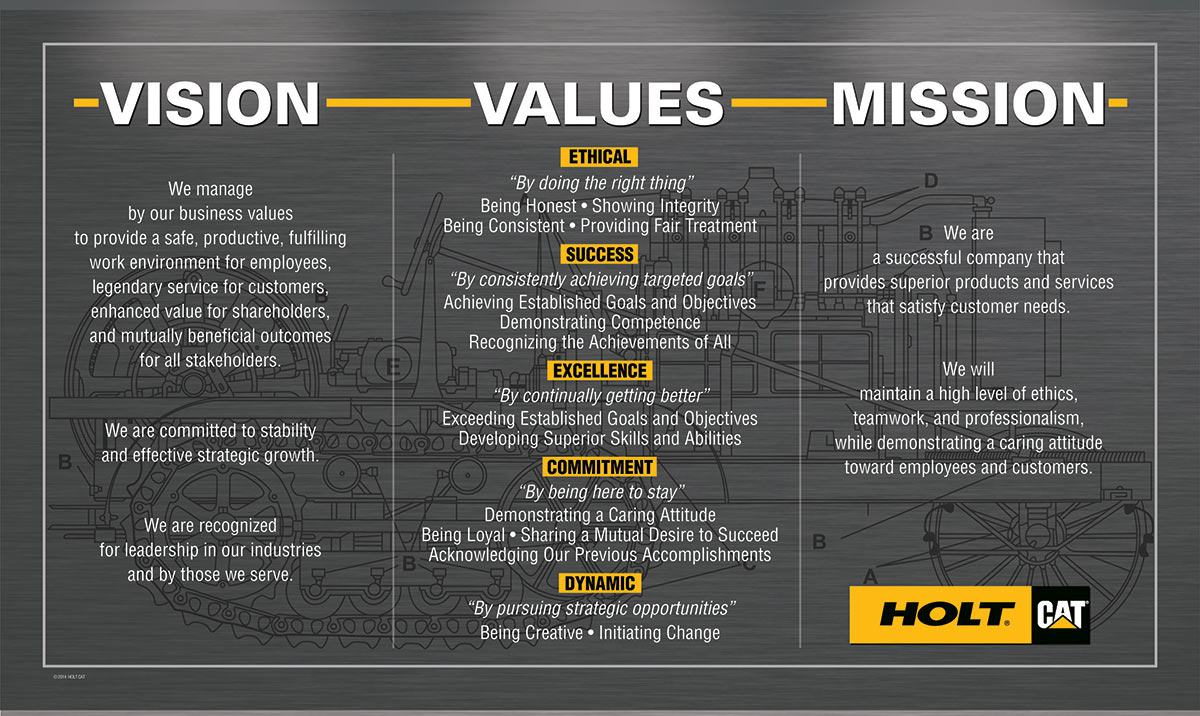 VISION
We manage
by our business values
to provide a safe, productive, fulfilling
work environment for employees,
legendary service for customers,
enhanced value for shareholders,
and mutually beneficial outcomes
for all stakeholders.
We are committed to stability
and effective strategic growth.
We are recognized
for leadership in our industries
and by those we serve.
VALUES
ETHICAL
“By doing the right thing”
Being Honest • Showing Integrity
Being Consistent • Providing Fair Treatment
SUCCESS
“By consistently achieving targeted goals”
Achieving Established Goals and Objectives
Demonstrating Competence
Recognizing the Achievements of All
EXCELLENCE
“By continually getting better”
Exceeding Established Goals and Objectives
Developing Superior Skills and Abilities
COMMITMENT
“By being here to stay”
Demonstrating a Caring Attitude
Being Loyal • Sharing a Mutual Desire to Succeed
Acknowledging Our Previous Accomplishments
DYNAMIC
“By pursuing strategic opportunities”
Being Creative • Initiating Change
MISSION
We are
a successful company that
provides superior products and services
that satisfy customer needs.
We will
maintain a high level of ethics,
teamwork, and professionalism,
while demonstrating a caring attitude
toward employees and customers.
HOLT® CAT
B
E
B
B
F
D
B
B
A
C
© 2014 HOLT CAT